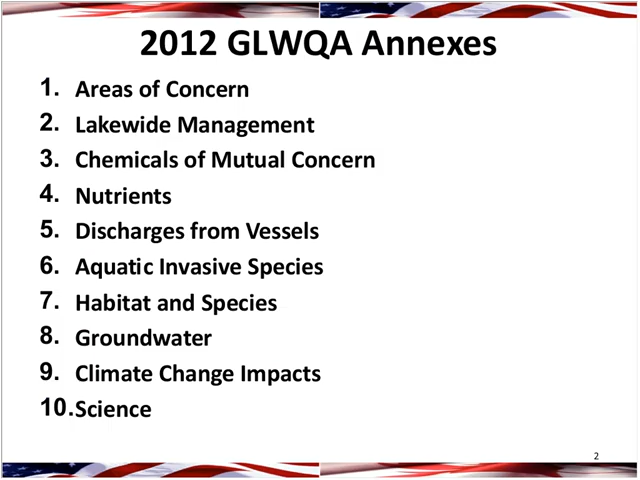 2012 GLWQA Annexes
1. Areas of Concern
2. Lakewide Management
3. Chemicals of Mutual Concern
4. Nutrients
5. Discharges from Vessels
6. Aquatic Invasive Species
7. Habitat and Species
8. Groundwater
9. Climate Change Impacts
10. Science
2